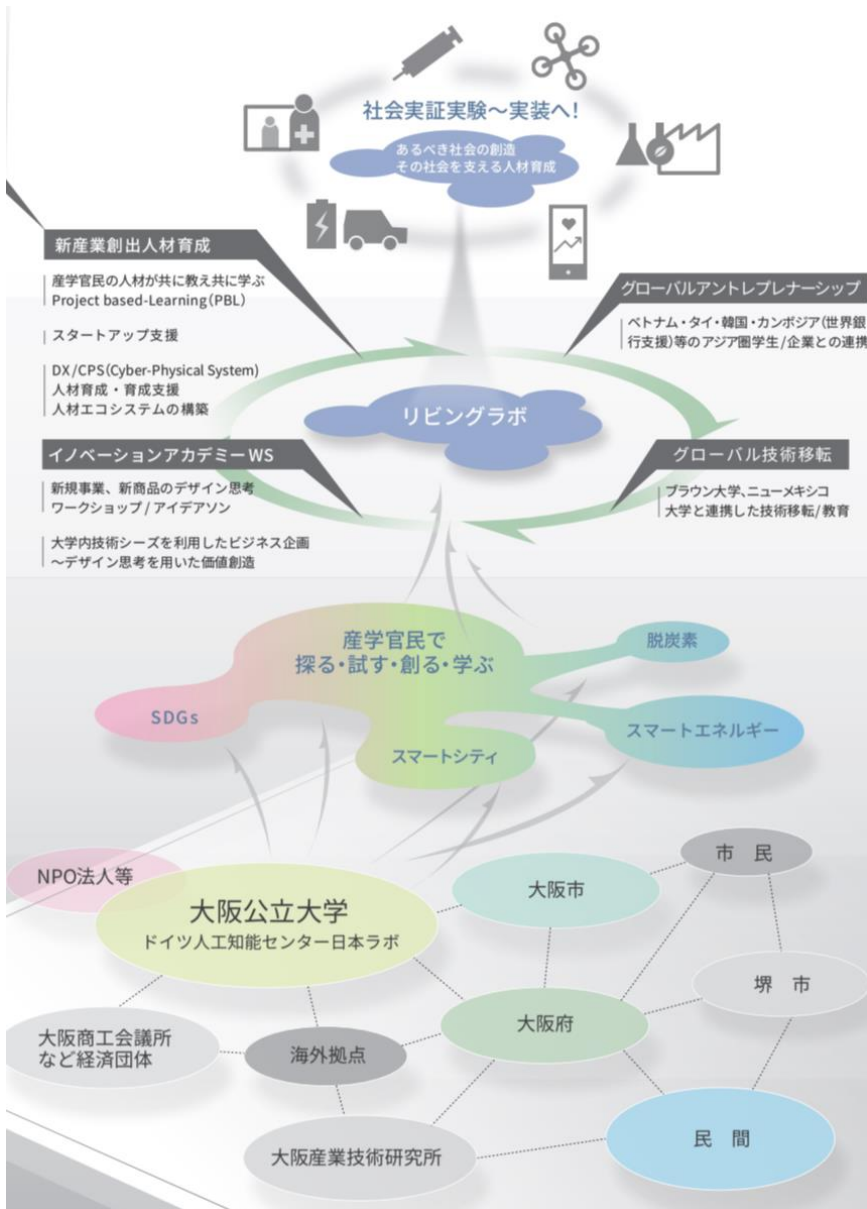 社会実証実験～実装へ！
あるべき社会の創造
その社会を支える人材育成
新産業創出人材育成
産学官民の人材が共に教え共に学ぶ
Project based-Learning（PBL）
スタートアップ支援
DX/CPS（Cyber-Physical System）
人材育成・育成支援
人材エコシステムの構築
グローバルアントレプレナーシップ
ベトナム・タイ・韓国・カンボジア（世界銀
行支援）等のアジア圏学生/企業との連携
リビングラボ
イノベーションアカデミー WS
新規事業、新商品のデザイン思考
ワークショップ / アイデアソン
大学内技術シーズを利用したビジネス企画
～デザイン思考を用いた価値創造
グローバル技術移転
ブラウン大学、ニューメキシコ
大学と連携した技術移転/教育
産学官民で
探る・試す・創る・学ぶ
脱炭素
SDGs
スマートエネルギー
スマートシティ
市　民
NPO法人等
大阪市
大阪公立大学
ドイツ人工知能センター日本ラボ
堺　市
大阪府
大阪商工会議所
など経済団体
海外拠点
民　間
大阪産業技術研究所